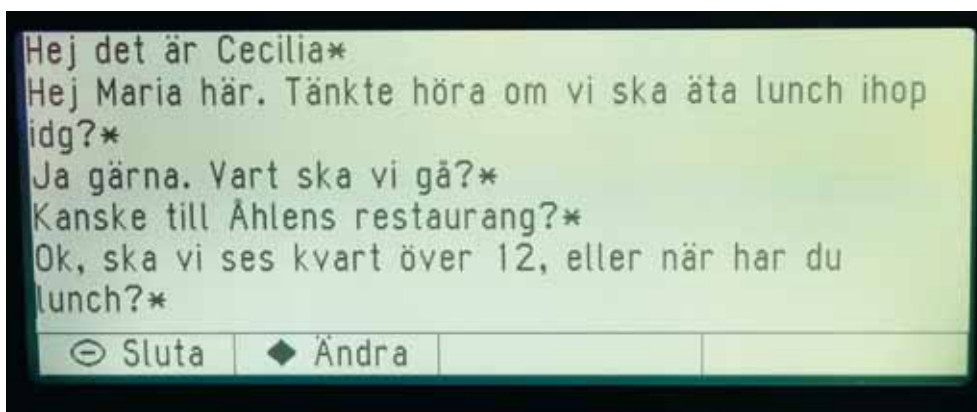 Hej det är Cecilia*
Hej Maria här. Tänkte höra om vi ska äta lunch ihop
idg?*
Ja gärna. Vart ska vi gå?*
Kanske till Åhlens restaurang?*
Ok, ska vi ses kvart över 12, eller när har du
lunch?*
⊖ Sluta ◆ Ändra